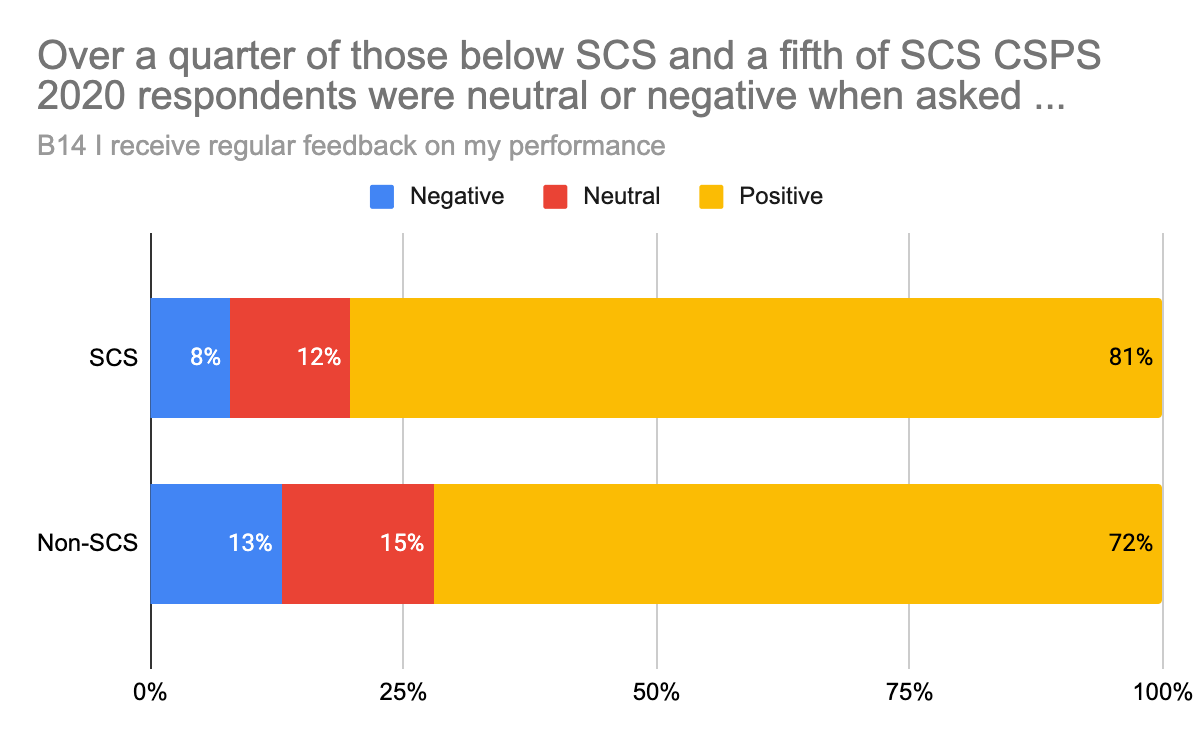 Over a quarter of those below SCS and a fifth of SCS CSPS
2020 respondents were neutral or negative when asked ...
B14 I receive regular feedback on my performance
Negative Neutral Positive
SCS 8% 12% 81%
Non-SCS 13% 15% 72%
0% 25% 50% 75% 100%